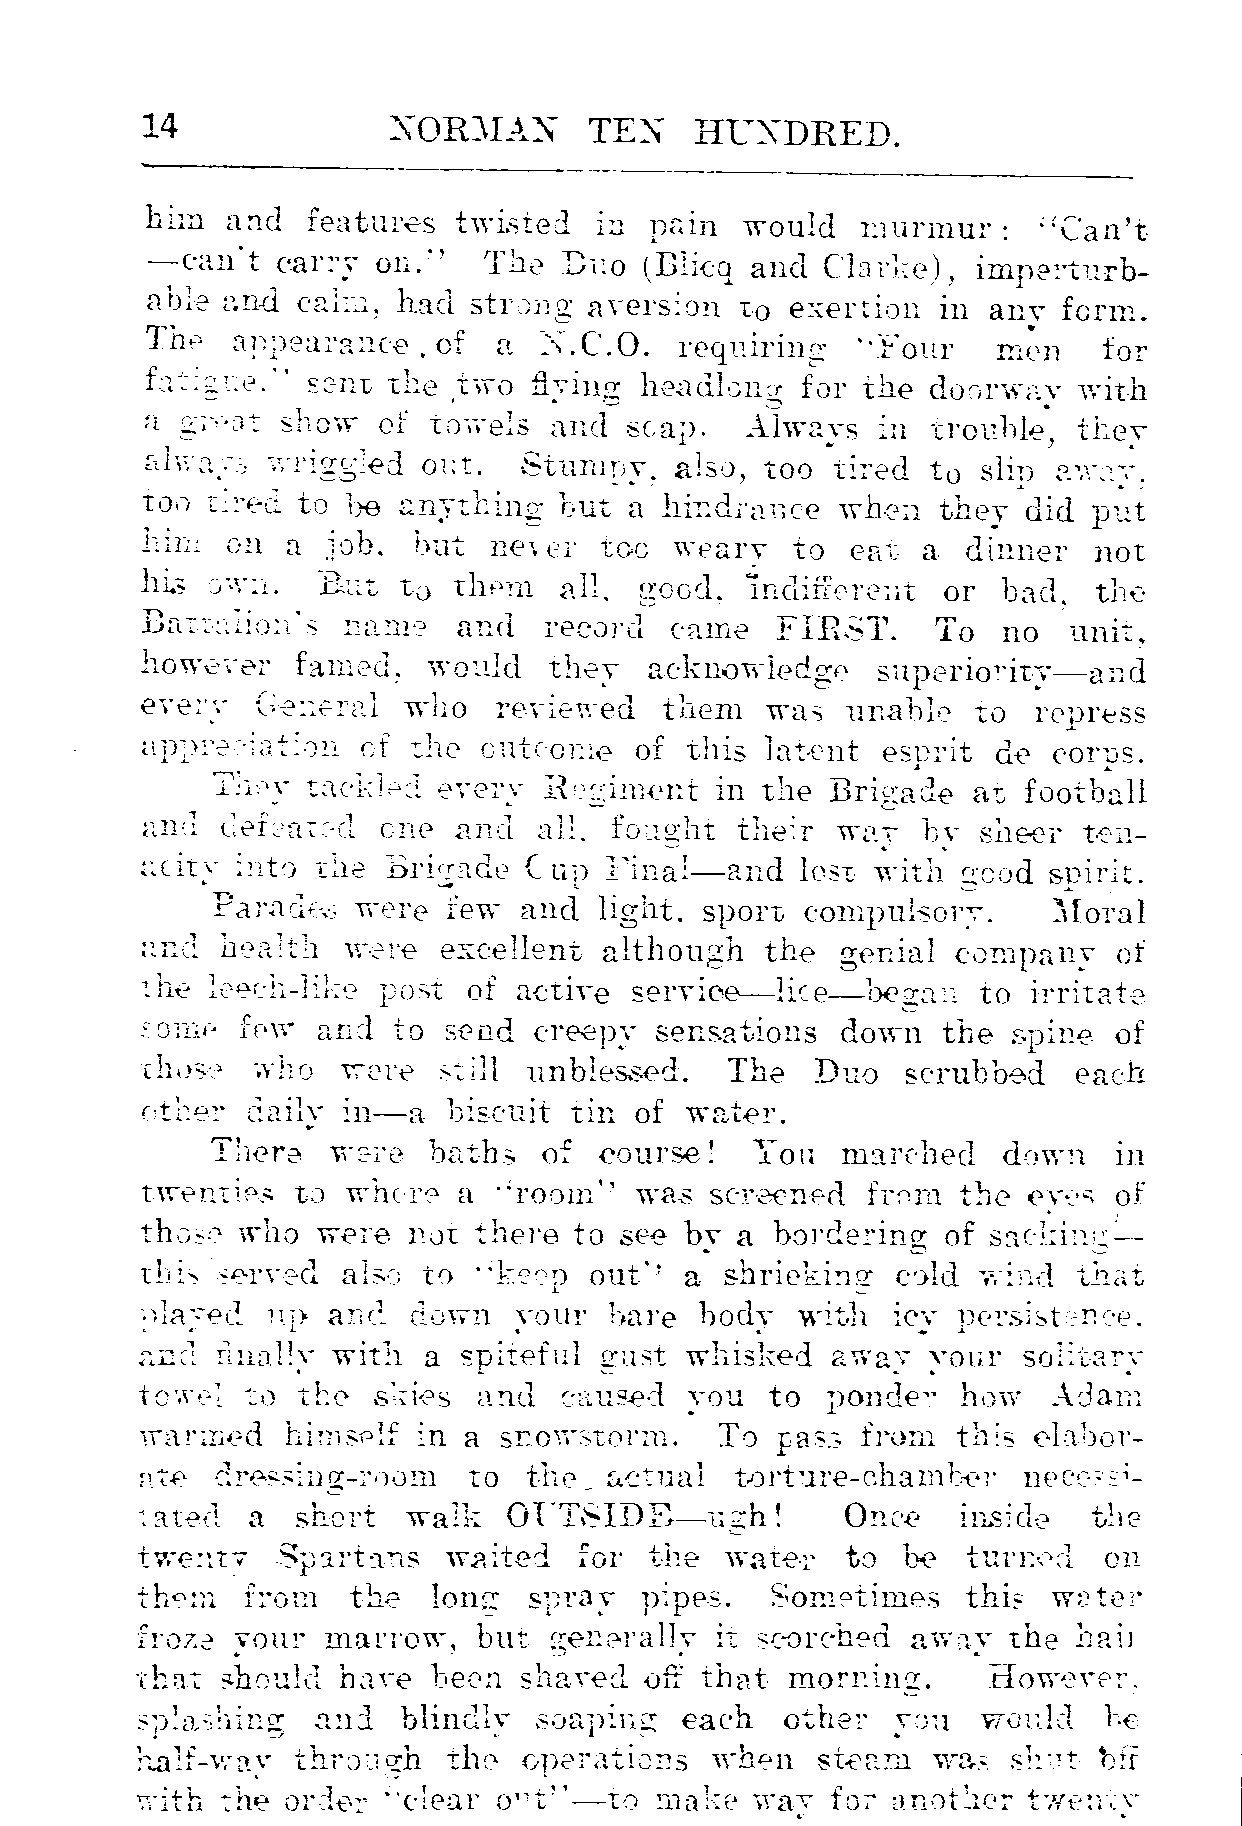 14 NORMAN TEN HUNDRED.
him and features twisted in pain would murmur: "Can't
—can't carry on." The Duo (Blicq and Clarke), imperturb-
able and calm, had strong aversion to exertion in any form.
The appearance of a N.C.O. requiring "Four men for
fatigue." sent the two flying headlong for the doorway with
a great show of towels and soap. Always in trouble, they
always wriggled out. Stumpy, also, too tired to slip away,
too tired to be anything but a hindrance when they did put
him on a job, but never too weary to eat a dinner not
his own. But to them all, good, indifferent or bad, the
Battalion's name and record came FIRST. To no unit,
however famed, would they acknowledge superiority—and
every General who reviewed them was unable to repress
appreciation of the outcome of this latent esprit de corps.
They tackled every Regiment in the Brigade at football
and defeated one and all, fought their way by sheer ten-
acity into the Brigade Cup Final—and lost with good spirit.
Parades were few and light, sport compulsory. Moral
and health were excellent although the genial company of
the leech-like post of active service—lice—began to irritate
some few and to send creepy sensations down the spine of
those who were still unblessed. The Duo scrubbed each
other daily in—a biscuit tin of water.
There were baths of course! You marched down in
twenties to where a "room" was screened from the eyes of
those who were not there to see by a bordering of sacking—
this served also to "keep out" a shrieking cold wind that
played up and down your bare body with icy persistence,
and finally with a spiteful gust whisked away your solitary
towel to the skies and caused you to ponder how Adam
warmed himself in a snowstorm. To pass from this elabor-
ate dressing-room to the actual torture-chamber necessi-
tated a short walk OUTSIDE—ugh! Once inside the
twenty Spartans waited for the water to be turned on
them from the long spray pipes. Sometimes this water
froze your marrow, but generally it scorched away the hair
that should have been shaved off that morning. However,
splashing and blindly soaping each other you would be
half-way through the operations when steam was shut off
with the order "clear out"—to make way for another twenty